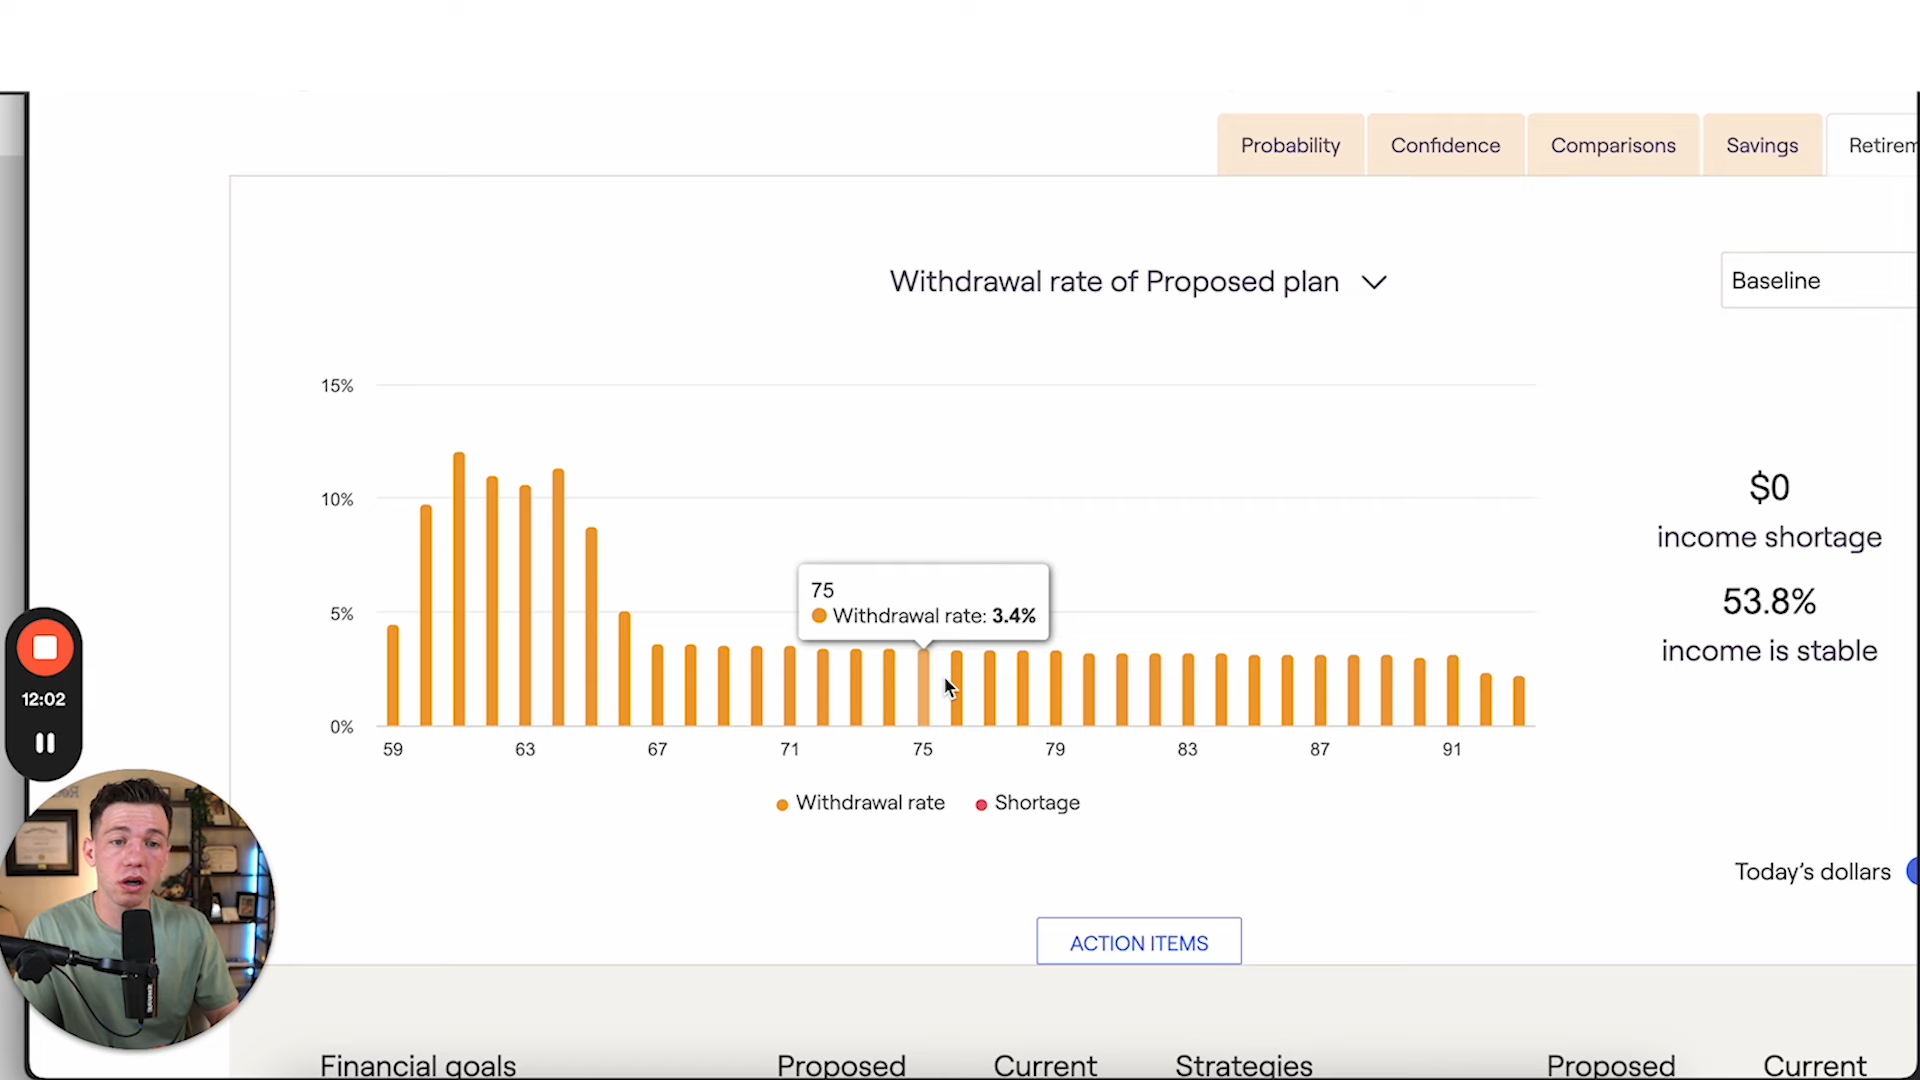 Probability
Confidence
Comparisons
Savings
Retirem
Withdrawal rate of Proposed plan
Baseline
15%
10%
5%
0%
75
Withdrawal rate: 3.4%
59
63
67
71
75
79
83
87
91
Withdrawal rate
Shortage
$0
income shortage
53.8%
income is stable
Today's dollars
ACTION ITEMS
12:02
Financial goals
Proposed
Current
Strategies
Proposed
Current